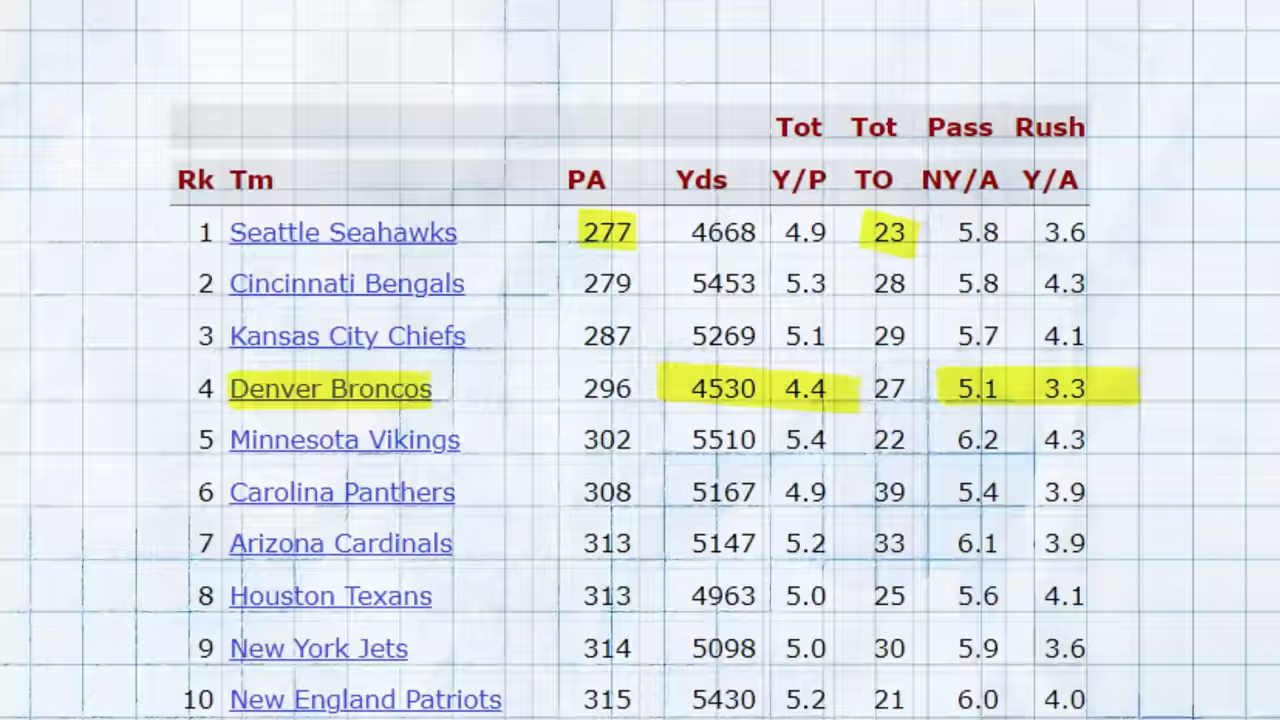 Tot Tot Pass Rush
Rk Tm PA Yds Y/P TO NY/A Y/A
1 Seattle Seahawks 277 4668 4.9 23 5.8 3.6
2 Cincinnati Bengals 279 5453 5.3 28 5.8 4.3
3 Kansas City Chiefs 287 5269 5.1 29 5.7 4.1
4 Denver Broncos 296 4530 4.4 27 5.1 3.3
5 Minnesota Vikings 302 5510 5.4 22 6.2 4.3
6 Carolina Panthers 308 5167 4.9 39 5.4 3.9
7 Arizona Cardinals 313 5147 5.2 33 6.1 3.9
8 Houston Texans 313 4963 5.0 25 5.6 4.1
9 New York Jets 314 5098 5.0 30 5.9 3.6
10 New England Patriots 315 5430 5.2 21 6.0 4.0